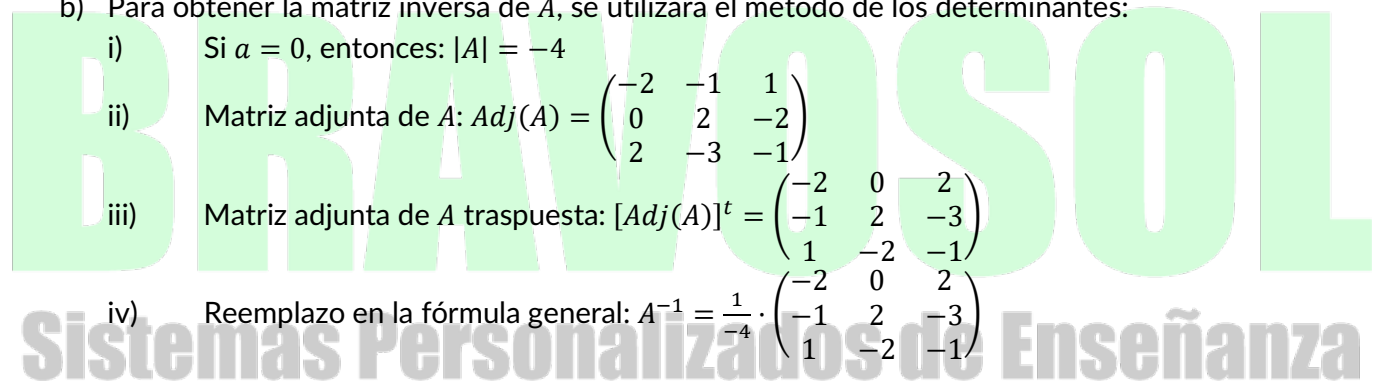 b) Para obtener la matriz inversa de A, se utilizará el método de los determinantes:
i) Si a = 0, entonces: |A| = −4
ii) Matriz adjunta de A: Adj(A) = (−2 −1 1
0 2 −2
2 −3 −1)
iii) Matriz adjunta de A traspuesta: [Adj(A)]ᵗ = (−2 0 2
−1 2 −3
1 −2 −1)
iv) Reemplazo en la fórmula general: A⁻¹ = 1/−4 · (−2 0 2
−1 2 −3
1 −2 −1)
BRAVOSOL
Sistemas Personalizados de Enseñanza